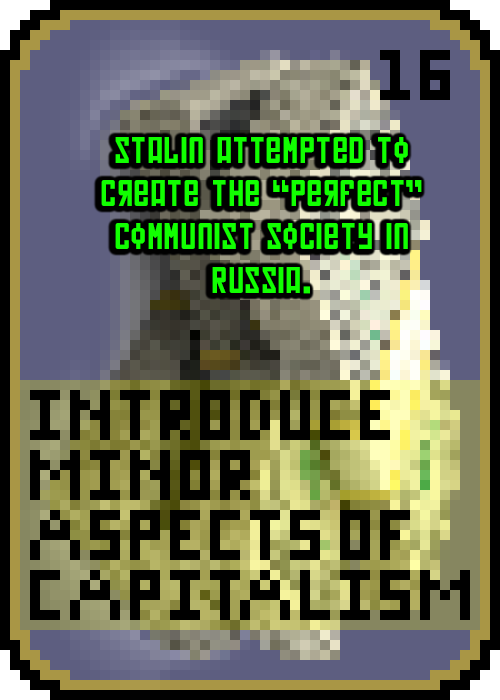 16
STALIN ATTEMPTED TO
CREATE THE "PERFECT"
COMMUNIST SOCIETY IN
RUSSIA.
INTRODUCE
MINOR
ASPECTS OF
CAPITALISM